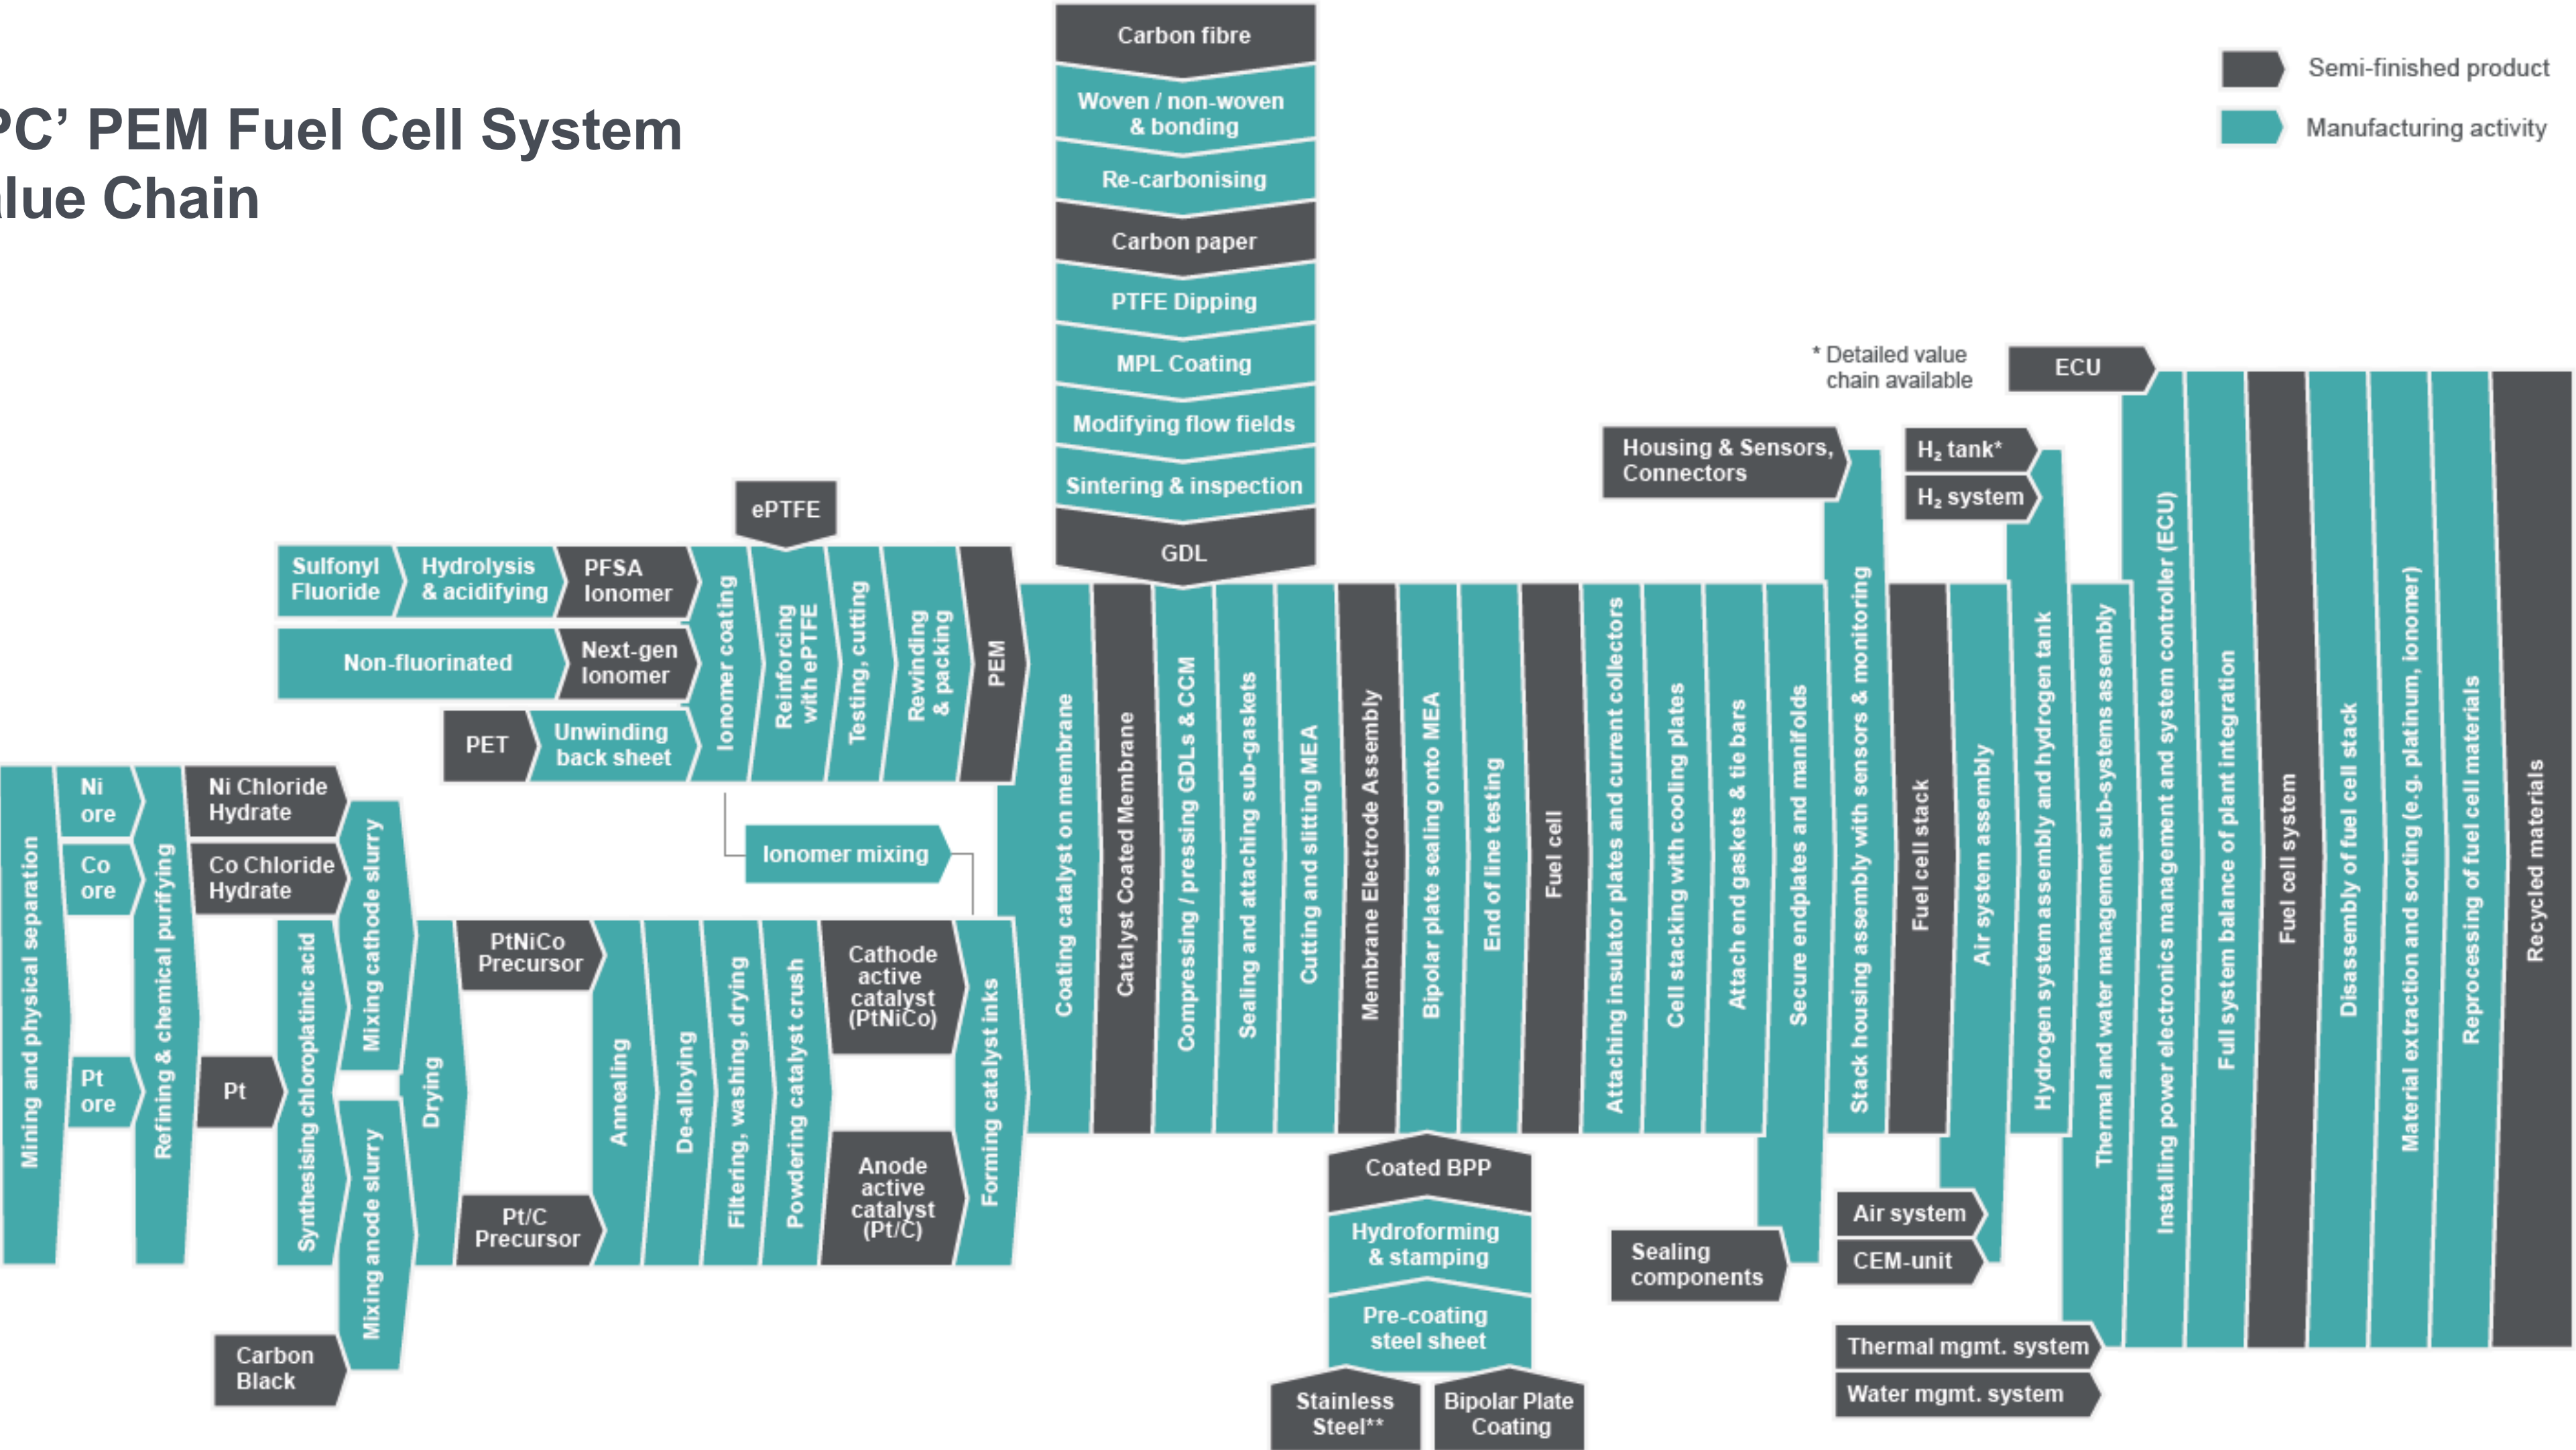 PC’ PEM Fuel Cell System
lue Chain
Semi-finished product
Manufacturing activity
Carbon fibre
Woven / non-woven
& bonding
Re-carbonising
Carbon paper
PTFE Dipping
MPL Coating
Modifying flow fields
Sintering & inspection
GDL
* Detailed value
chain available
ECU
Housing & Sensors,
Connectors
H₂ tank*
H₂ system
ePTFE
Sulfonyl
Fluoride
Hydrolysis
& acidifying
PFSA
Ionomer
Non-fluorinated
Next-gen
Ionomer
PET
Unwinding
back sheet
Ionomer coating
Reinforcing
with ePTFE
Testing, cutting
Rewinding
& packing
PEM
Ionomer mixing
Mining and physical separation
Ni
ore
Co
ore
Pt
ore
Refining & chemical purifying
Ni Chloride
Hydrate
Co Chloride
Hydrate
Pt
Synthesising chloroplatinic acid
Mixing cathode slurry
Mixing anode slurry
Carbon
Black
Drying
PtNiCo
Precursor
Pt/C
Precursor
Annealing
De-alloying
Filtering, washing, drying
Powdering catalyst crush
Cathode
active
catalyst
(PtNiCo)
Anode
active
catalyst
(Pt/C)
Forming catalyst inks
Coating catalyst on membrane
Catalyst Coated Membrane
Compressing / pressing GDLs & CCM
Sealing and attaching sub-gaskets
Cutting and slitting MEA
Membrane Electrode Assembly
Bipolar plate sealing onto MEA
End of line testing
Fuel cell
Attaching insulator plates and current collectors
Cell stacking with cooling plates
Attach end gaskets & tie bars
Secure endplates and manifolds
Stack housing assembly with sensors & monitoring
Fuel cell stack
Air system assembly
Hydrogen system assembly and hydrogen tank
Thermal and water management sub-systems assembly
Installing power electronics management and system controller (ECU)
Full system balance of plant integration
Fuel cell system
Disassembly of fuel cell stack
Material extraction and sorting (e.g. platinum, ionomer)
Reprocessing of fuel cell materials
Recycled materials
Coated BPP
Hydroforming
& stamping
Pre-coating
steel sheet
Stainless
Steel**
Bipolar Plate
Coating
Sealing
components
Air system
CEM-unit
Thermal mgmt. system
Water mgmt. system